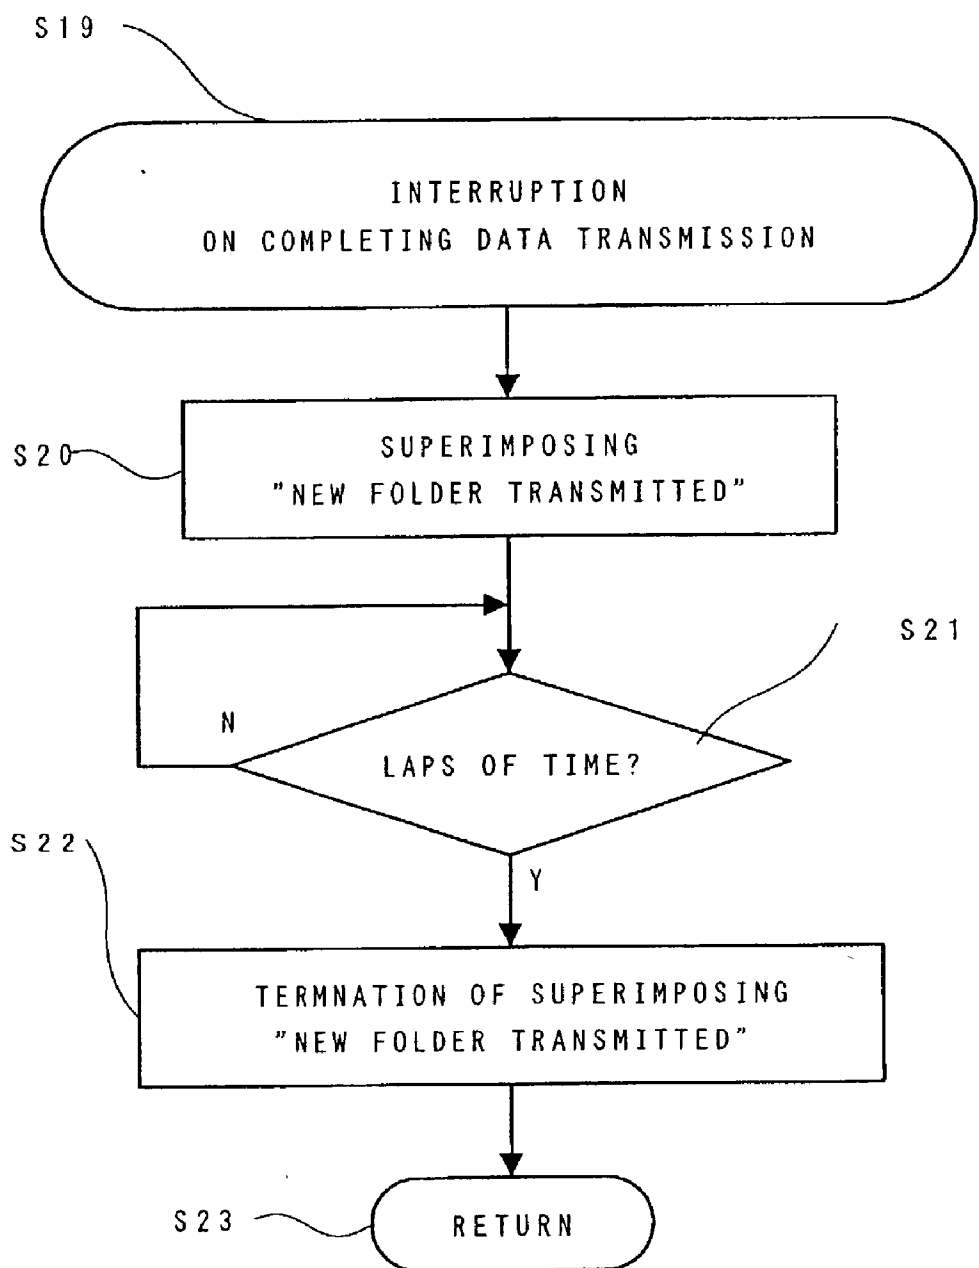 S19
INTERRUPTION
ON COMPLETING DATA TRANSMISSION
S20
SUPERIMPOSING
"NEW FOLDER TRANSMITTED"
S21
N
LAPS OF TIME?
S22
Y
TERMNATION OF SUPERIMPOSING
"NEW FOLDER TRANSMITTED"
S23
RETURN